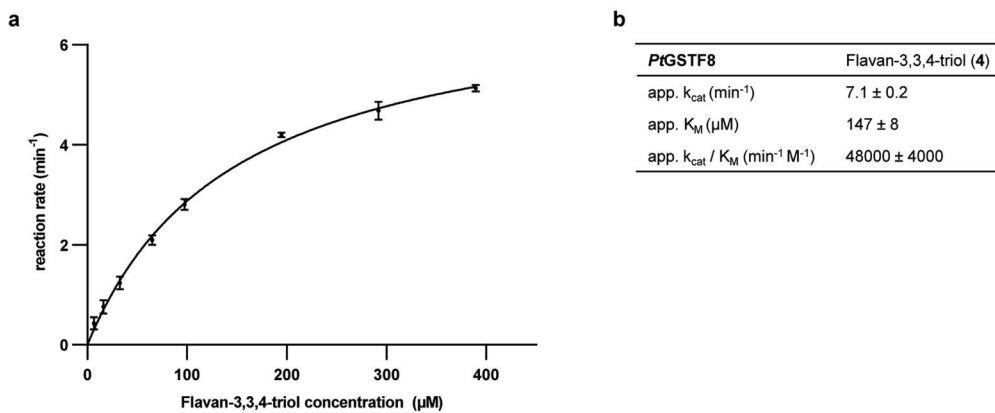 a
6
4
2
0
reaction rate (min-1)
0 100 200 300 400
Flavan-3,3,4-triol concentration (µM)
b
PtGSTF8 Flavan-3,3,4-triol (4)
app. kcat (min-1) 7.1 ± 0.2
app. KM (µM) 147 ± 8
app. kcat / KM (min-1 M-1) 48000 ± 4000